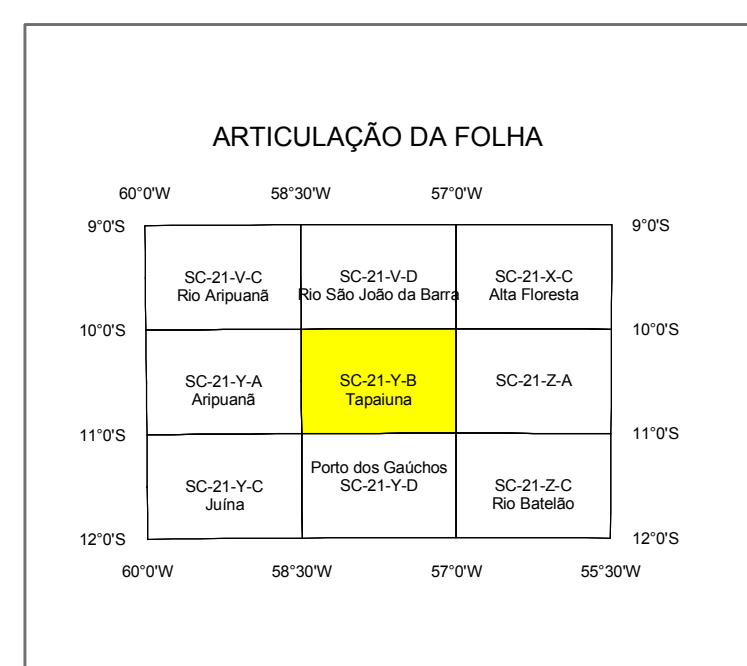 ARTICULAÇÃO DA FOLHA
60°0'W 58°30'W 57°0'W
9°0'S 9°0'S
SC-21-V-C SC-21-V-D SC-21-X-C
Rio Aripuanã Rio São João da Barra Alta Floresta
10°0'S 10°0'S
SC-21-Y-A SC-21-Y-B SC-21-Z-A
Aripuanã Tapaiuna
11°0'S 11°0'S
Porto dos Gaúchos
SC-21-Y-C SC-21-Y-D SC-21-Z-C
Juína Rio Batelão
12°0'S 12°0'S
60°0'W 58°30'W 57°0'W 55°30'W